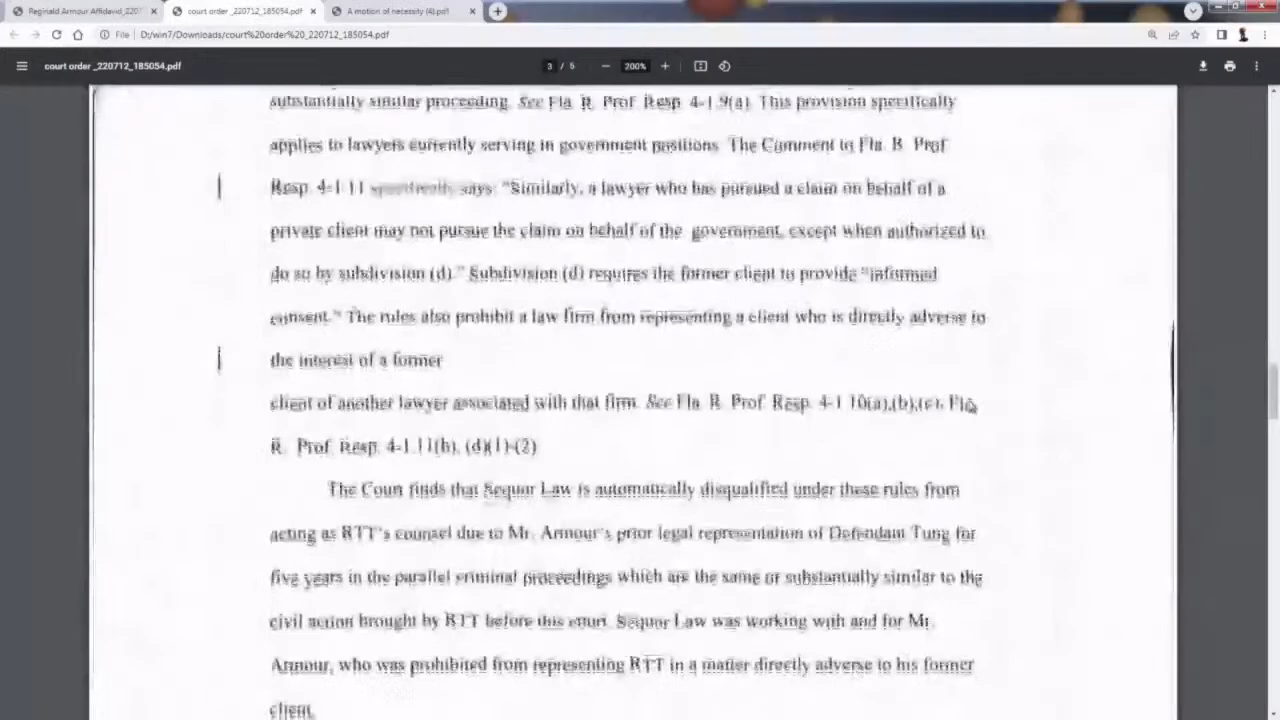 Reginald Armour Affidavit_220
court order _220712_185054.pdf
A motion of necessity (4).pdf
File | D:/win7/Downloads/court%20order%20_220712_185054.pdf
court order _220712_185054.pdf
3 / 5
200%
substantially similar proceeding. See Fla. R. Prof Resp. 4-1.9(a). This provision specifically
applies to lawyers currently serving in government positions. The Comment to Fla. R. Prof
Resp. 4-1.11 specifically says: "Similarly, a lawyer who has pursued a claim on behalf of a
private client may not pursue the claim on behalf of the government, except when authorized to
do so by subdivision (d)." Subdivision (d) requires the former client to provide "informed
consent." The rules also prohibit a law firm from representing a client who is directly adverse to
the interest of a former
client of another lawyer associated with that firm. See Fla. R. Prof Resp. 4-1.10(a),(b),(c), Fla.
R. Prof Resp. 4-1.11(b), (d)(1)-(2)
The Court finds that Sequor Law is automatically disqualified under these rules from
acting as RTT's counsel due to Mr. Armour's prior legal representation of Defendant Tung for
five years in the parallel criminal proceedings which are the same or substantially similar to the
civil action brought by RTT before this court. Sequor Law was working with and for Mr.
Armour, who was prohibited from representing RTT in a matter directly adverse to his former
client.